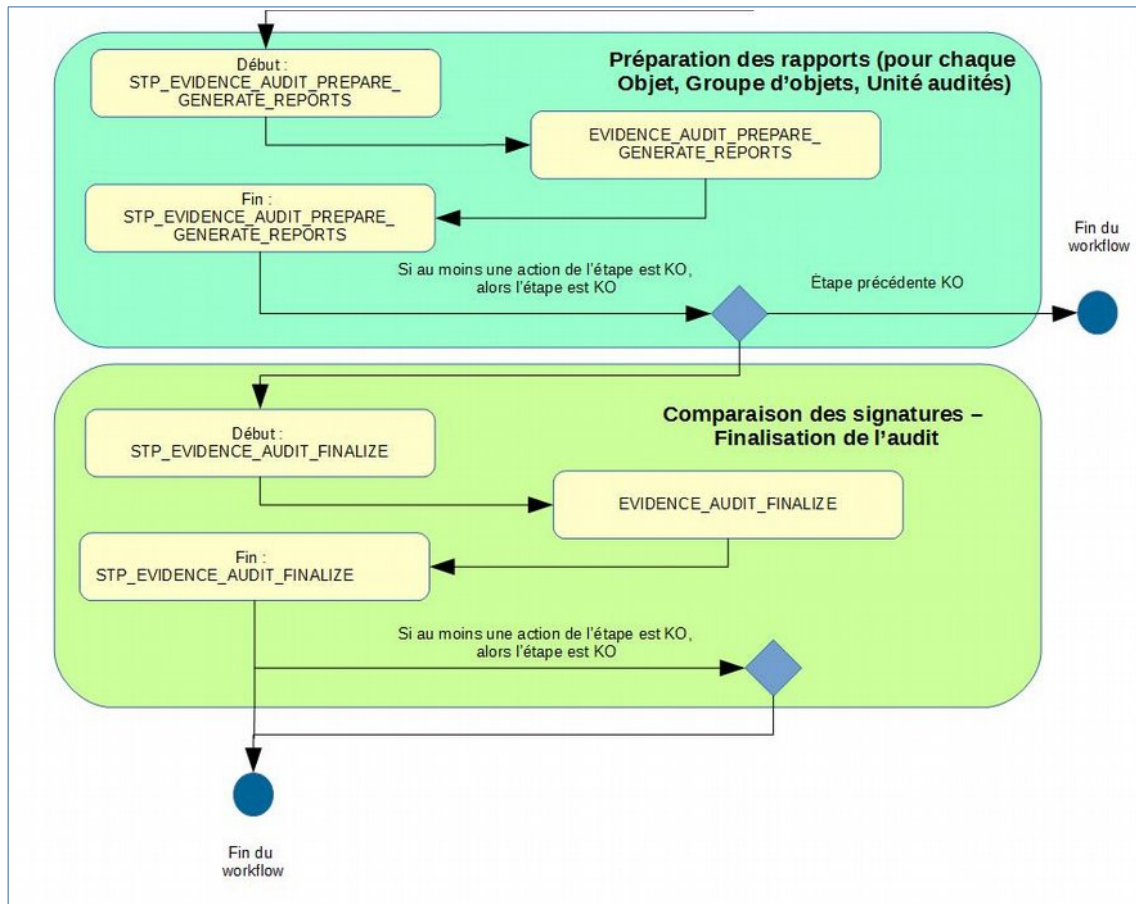 Préparation des rapports (pour chaque
Objet, Groupe d'objets, Unité audités)
Début :
STP_EVIDENCE_AUDIT_PREPARE_
GENERATE_REPORTS
EVIDENCE_AUDIT_PREPARE_
GENERATE_REPORTS
Fin :
STP_EVIDENCE_AUDIT_PREPARE_
GENERATE_REPORTS
Si au moins une action de l'étape est KO,
alors l'étape est KO
Étape précédente KO
Fin du
workflow
Comparaison des signatures –
Finalisation de l'audit
Début :
STP_EVIDENCE_AUDIT_FINALIZE
EVIDENCE_AUDIT_FINALIZE
Fin :
STP_EVIDENCE_AUDIT_FINALIZE
Si au moins une action de l'étape est KO,
alors l'étape est KO
Fin du
workflow